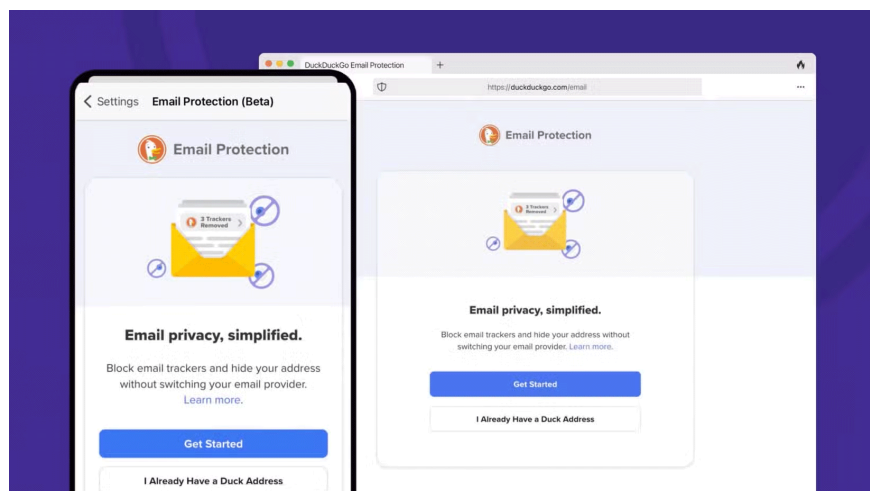 Settings Email Protection (Beta)
Email Protection
3 Trackers
Removed
Email privacy, simplified.
Block email trackers and hide your address
without switching your email provider.
Learn more.
Get Started
I Already Have a Duck Address
DuckDuckGo Email Protection
https://duckduckgo.com/email
Email Protection
3 Trackers
Removed
Email privacy, simplified.
Block email trackers and hide your address without
switching your email provider. Learn more.
Get Started
I Already Have a Duck Address